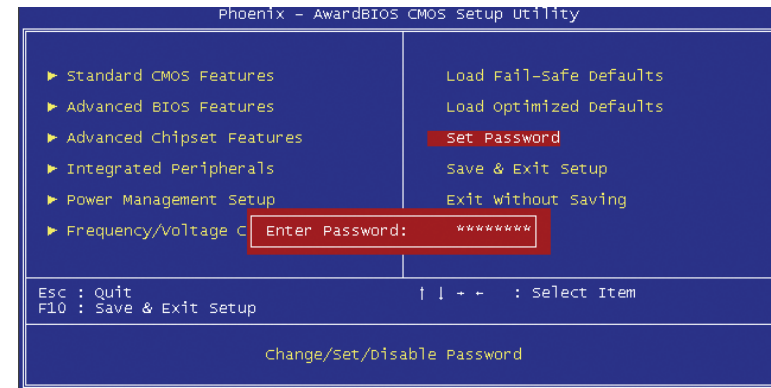 Phoenix - AwardBIOS CMOS Setup Utility
► Standard CMOS Features
► Advanced BIOS Features
► Advanced Chipset Features
► Integrated Peripherals
► Power Management Setup
► Frequency/Voltage C
Load Fail-Safe Defaults
Load Optimized Defaults
Set Password
Save & Exit Setup
Exit Without Saving
Enter Password: ********
Esc : Quit
F10 : Save & Exit Setup
↑ ↓ → ← : Select Item
Change/Set/Disable Password